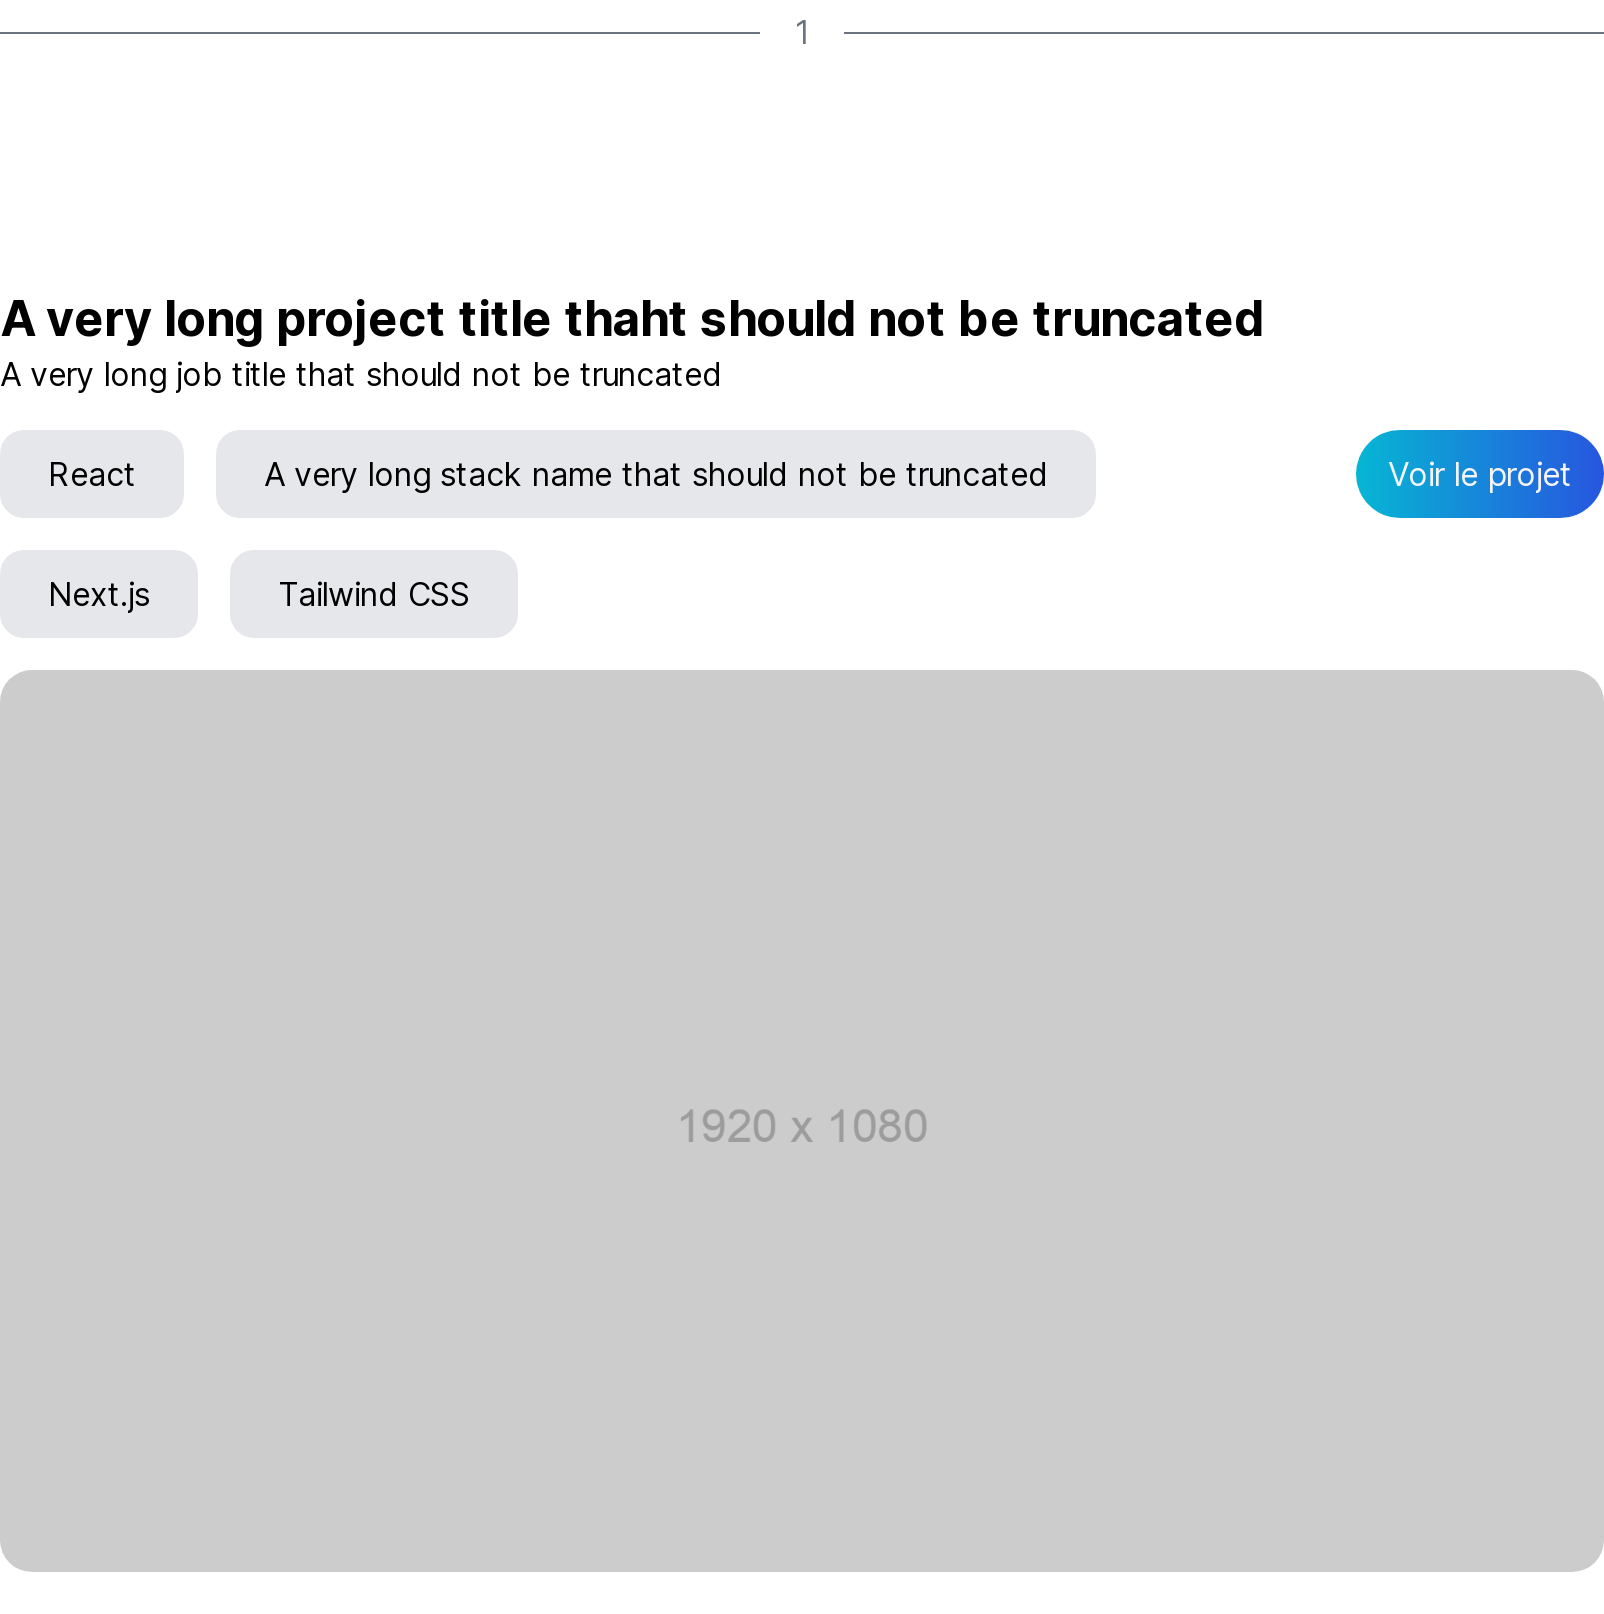 1
A very long project title thaht should not be truncated
A very long job title that should not be truncated
React
A very long stack name that should not be truncated
Voir le projet
Next.js
Tailwind CSS
1920 x 1080